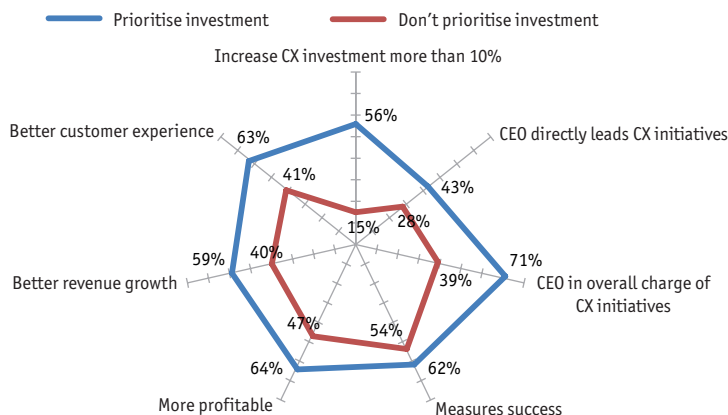 Prioritise investment
Don't prioritise investment
Increase CX investment more than 10%
56%
Better customer experience
63%
CEO directly leads CX initiatives
41%
43%
15%
28%
59%
40%
71%
39%
Better revenue growth
CEO in overall charge of
CX initiatives
47%
54%
64%
62%
More profitable
Measures success